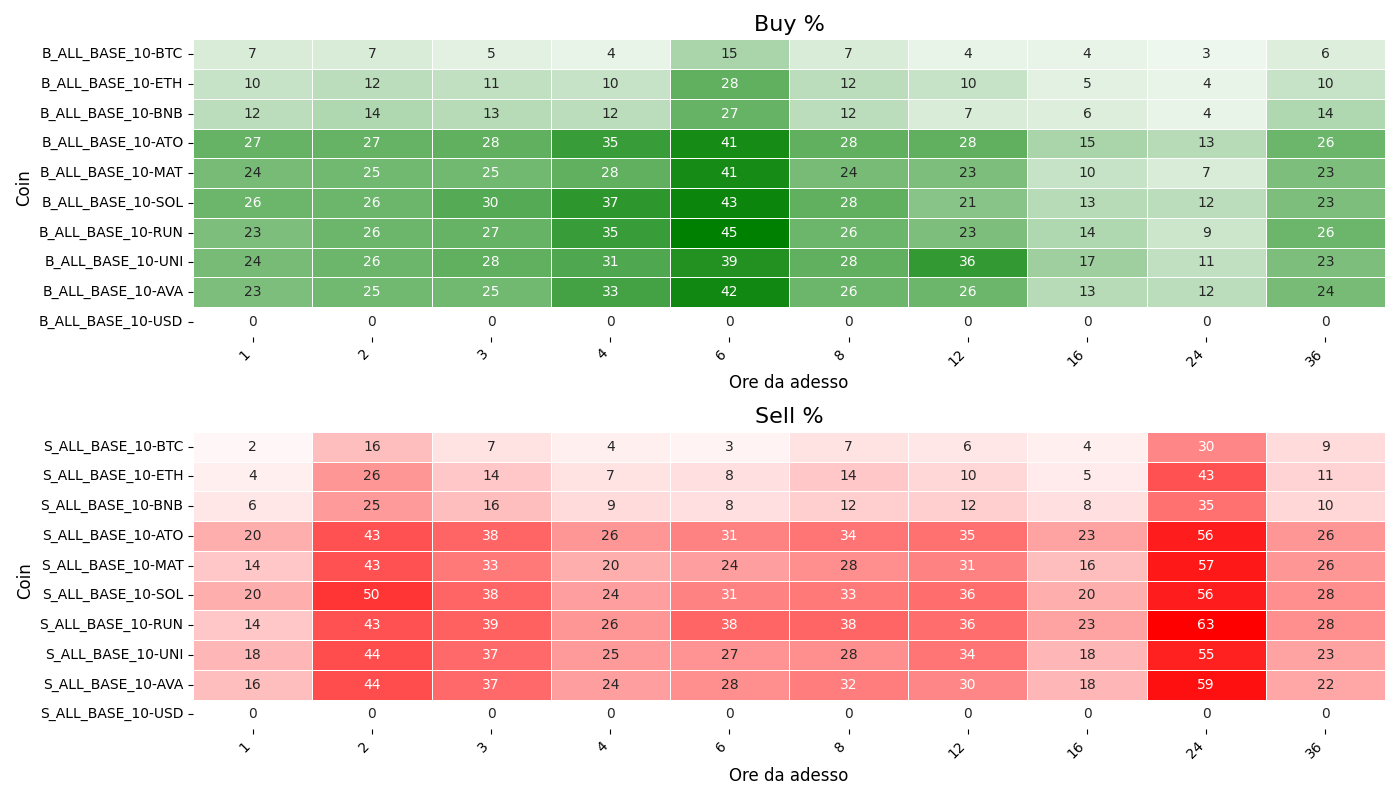 Buy %
Coin
B_ALL_BASE_10-BTC 7 7 5 4 15 7 4 4 3 6
B_ALL_BASE_10-ETH 10 12 11 10 28 12 10 5 4 10
B_ALL_BASE_10-BNB 12 14 13 12 27 12 7 6 4 14
B_ALL_BASE_10-ATO 27 27 28 35 41 28 28 15 13 26
B_ALL_BASE_10-MAT 24 25 25 28 41 24 23 10 7 23
B_ALL_BASE_10-SOL 26 26 30 37 43 28 21 13 12 23
B_ALL_BASE_10-RUN 23 26 27 35 45 26 23 14 9 26
B_ALL_BASE_10-UNI 24 26 28 31 39 28 36 17 11 23
B_ALL_BASE_10-AVA 23 25 25 33 42 26 26 13 12 24
B_ALL_BASE_10-USD 0 0 0 0 0 0 0 0 0 0
1 2 3 4 6 8 12 16 24 36
Ore da adesso
Sell %
Coin
S_ALL_BASE_10-BTC 2 16 7 4 3 7 6 4 30 9
S_ALL_BASE_10-ETH 4 26 14 7 8 14 10 5 43 11
S_ALL_BASE_10-BNB 6 25 16 9 8 12 12 8 35 10
S_ALL_BASE_10-ATO 20 43 38 26 31 34 35 23 56 26
S_ALL_BASE_10-MAT 14 43 33 20 24 28 31 16 57 26
S_ALL_BASE_10-SOL 20 50 38 24 31 33 36 20 56 28
S_ALL_BASE_10-RUN 14 43 39 26 38 38 36 23 63 28
S_ALL_BASE_10-UNI 18 44 37 25 27 28 34 18 55 23
S_ALL_BASE_10-AVA 16 44 37 24 28 32 30 18 59 22
S_ALL_BASE_10-USD 0 0 0 0 0 0 0 0 0 0
1 2 3 4 6 8 12 16 24 36
Ore da adesso